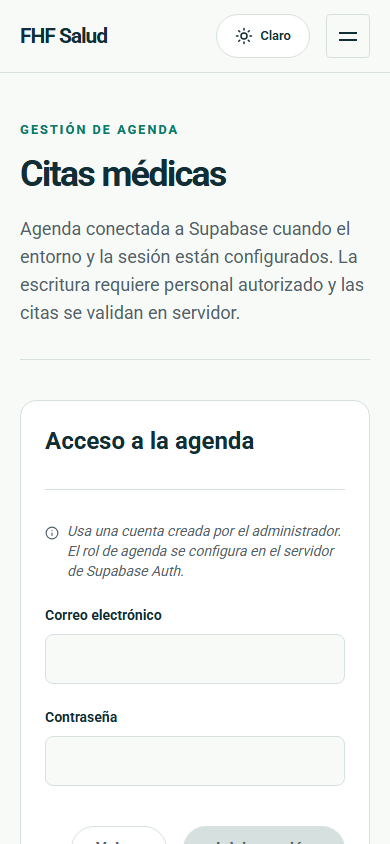 FHF Salud
Claro
GESTIÓN DE AGENDA
Citas médicas
Agenda conectada a Supabase cuando el
entorno y la sesión están configurados. La
escritura requiere personal autorizado y las
citas se validan en servidor.
Acceso a la agenda
Usa una cuenta creada por el administrador.
El rol de agenda se configura en el servidor
de Supabase Auth.
Correo electrónico
Contraseña